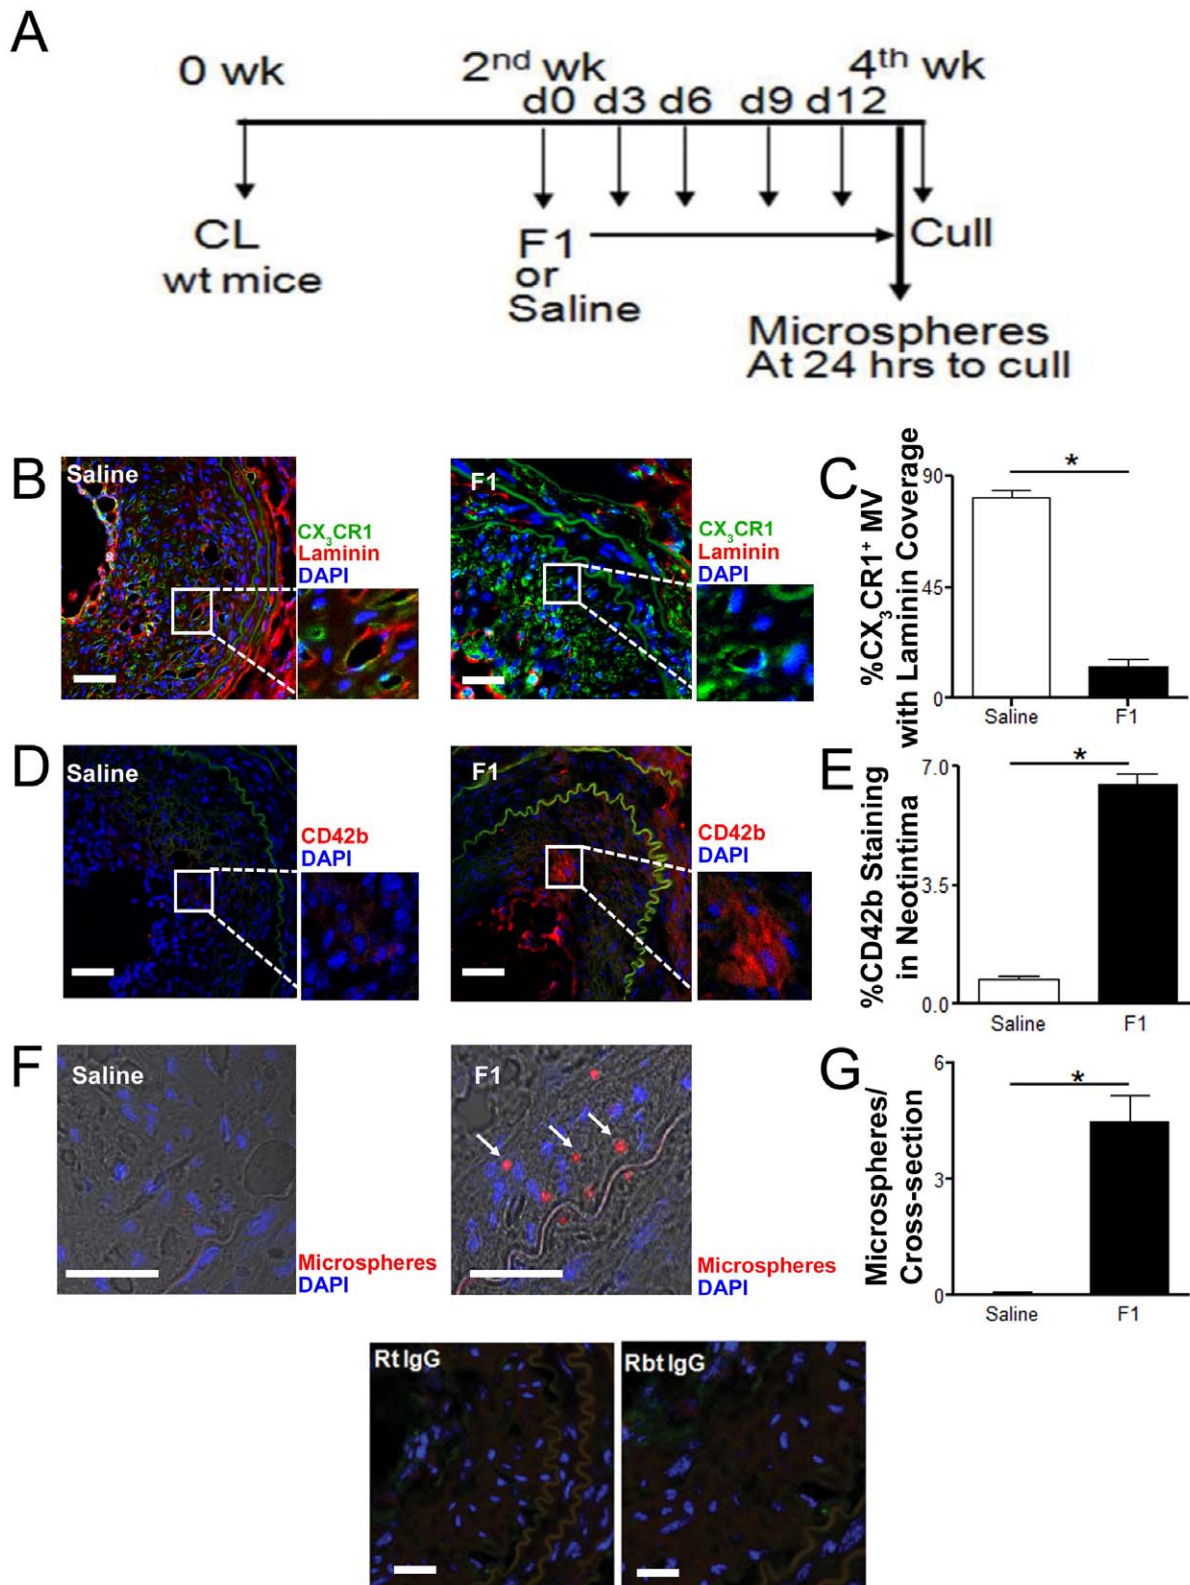 A
0 wk
2nd wk
4th wk
d0 d3 d6 d9 d12
CL
wt mice
F1
or
Saline
Cull
Microspheres
At 24 hrs to cull
B
Saline
CX3CR1
Laminin
DAPI
F1
CX3CR1
Laminin
DAPI
C
%CX3CR1+ MV
with Laminin Coverage
90
45
0
*
Saline
F1
D
Saline
CD42b
DAPI
F1
CD42b
DAPI
E
%CD42b Staining
in Neotintima
7.0
3.5
0.0
*
Saline
F1
F
Saline
Microspheres
DAPI
F1
Microspheres
DAPI
G
Microspheres/
Cross-section
6
3
0
*
Saline
F1
Rt IgG
Rbt IgG